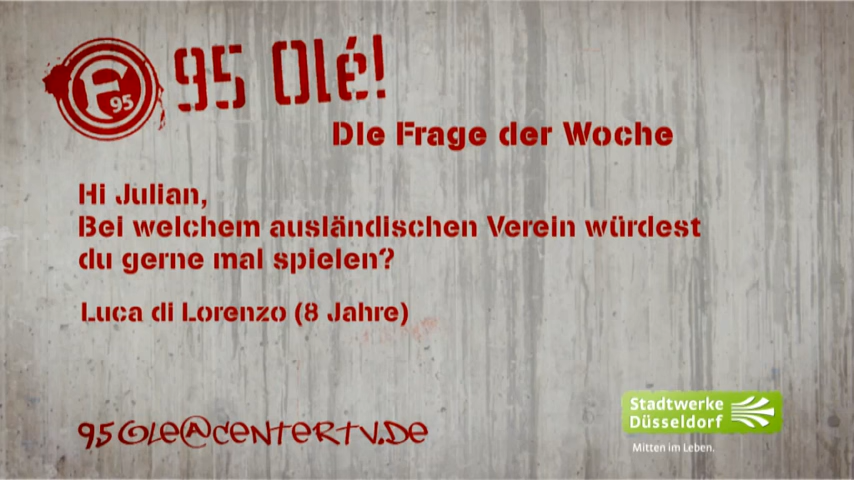 F 95
95 Olé!
Die Frage der Woche
Hi Julian,
Bei welchem ausländischen Verein würdest
du gerne mal spielen?
Luca di Lorenzo (8 Jahre)
95OLE@CENTERTV.DE
Stadtwerke
Düsseldorf
Mitten im Leben.